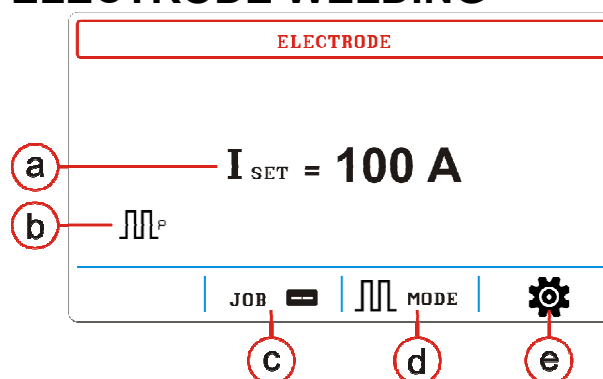 ELECTRODE WELDING
ELECTRODE
a
I SET = 100 A
b
P
JOB -- MODE
c
d
e